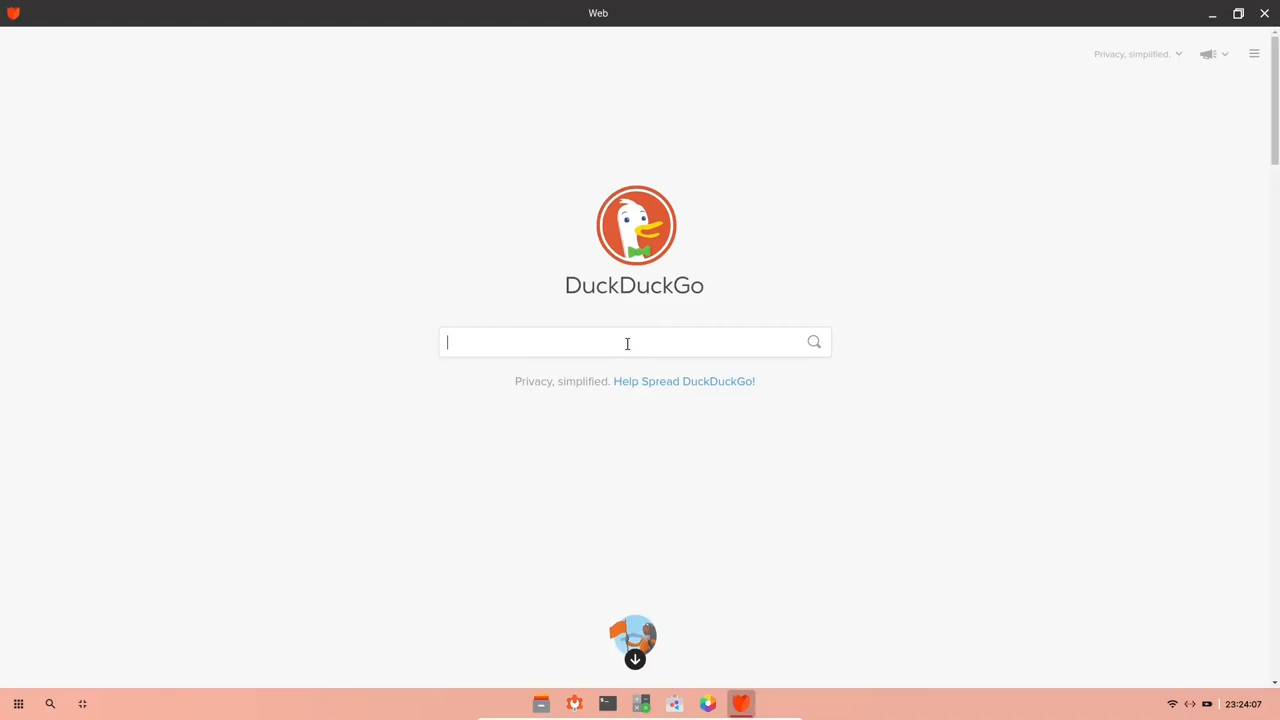 Web
Privacy, simplified.
DuckDuckGo
Privacy, simplified. Help Spread DuckDuckGo!
23:24:07